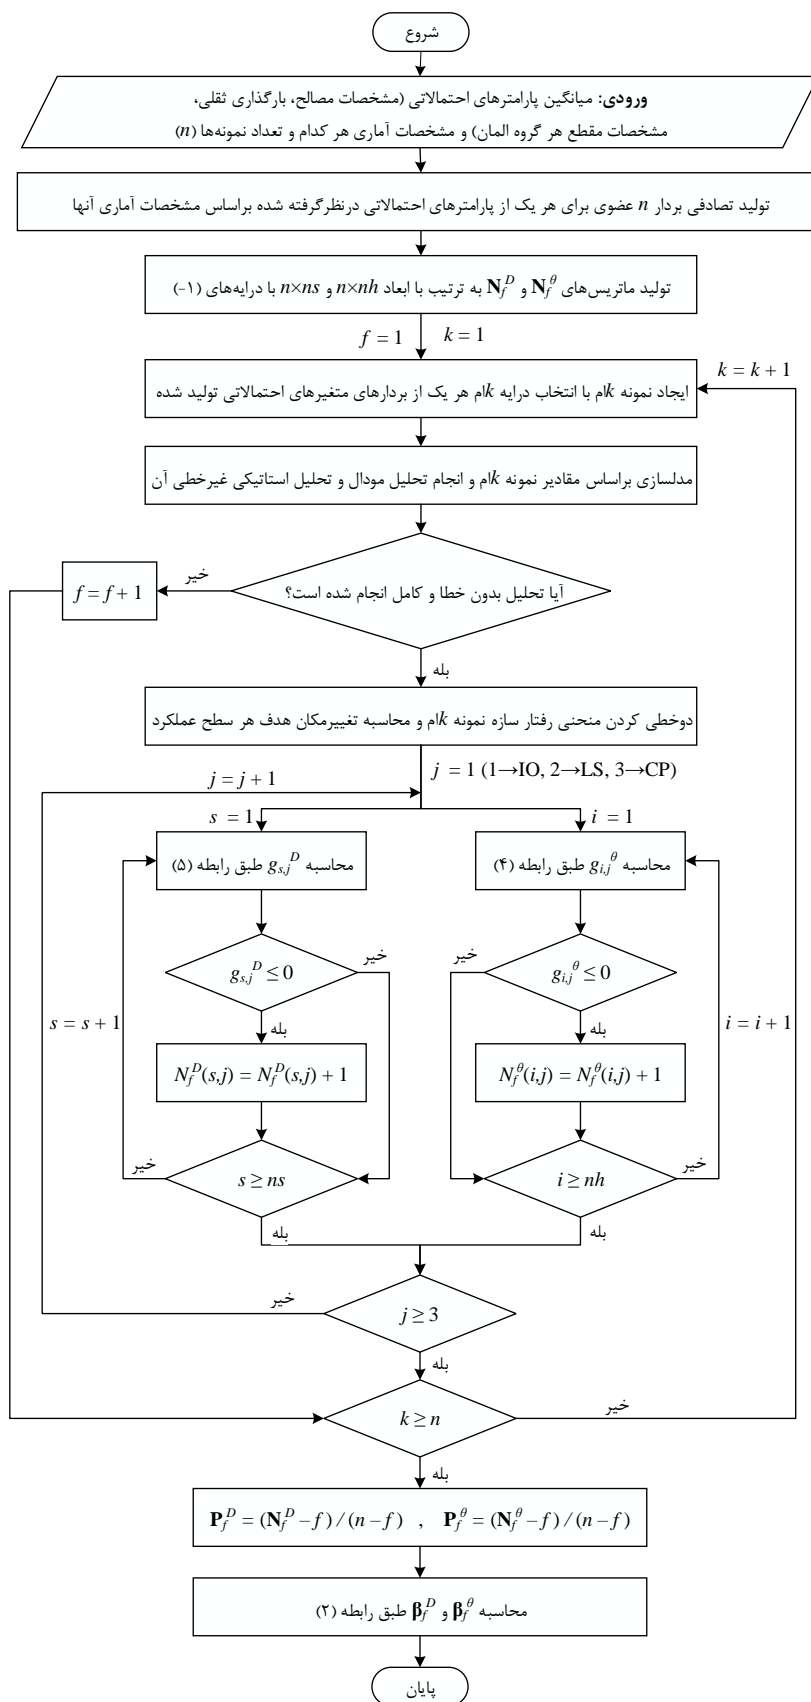 شروع
ورودی: میانگین پارامترهای احتمالاتی (مشخصات مصالح، بارگذاری ثقلی،
مشخصات مقطع هر گروه المان) و مشخصات آماری هر کدام و تعداد نمونه‌ها (n)
تولید تصادفی بردار n عضوی برای هر یک از پارامترهای احتمالاتی درنظرگرفته شده براساس مشخصات آماری آنها
تولید ماتریس‌های N_f^θ و N_f^D به ترتیب با ابعاد n×nh و n×ns با درایه‌های (۱-)
f = 1
k = 1
k = k + 1
ایجاد نمونه kام با انتخاب درایه kام هر یک از بردارهای متغیرهای احتمالاتی تولید شده
مدلسازی براساس مقادیر نمونه kام و انجام تحلیل مودال و تحلیل استاتیکی غیرخطی آن
آیا تحلیل بدون خطا و کامل انجام شده است؟
خیر
f = f + 1
بله
دوخطی کردن منحنی رفتار سازه نمونه kام و محاسبه تغییرمکان هدف هر سطح عملکرد
j = 1 (1→IO, 2→LS, 3→CP)
j = j + 1
s = 1
i = 1
محاسبه g_{s,j}^D طبق رابطه (۵)
محاسبه g_{i,j}^θ طبق رابطه (۴)
خیر
خیر
g_{s,j}^D ≤ 0
g_{i,j}^θ ≤ 0
s = s + 1
i = i + 1
بله
بله
N_f^D(s,j) = N_f^D(s,j) + 1
N_f^θ(i,j) = N_f^θ(i,j) + 1
خیر
s ≥ ns
i ≥ nh
خیر
بله
بله
خیر
j ≥ 3
بله
k ≥ n
خیر
بله
P_f^D = (N_f^D – f) / (n – f) , P_f^θ = (N_f^θ – f) / (n – f)
محاسبه β_f^θ و β_f^D طبق رابطه (۲)
پایان